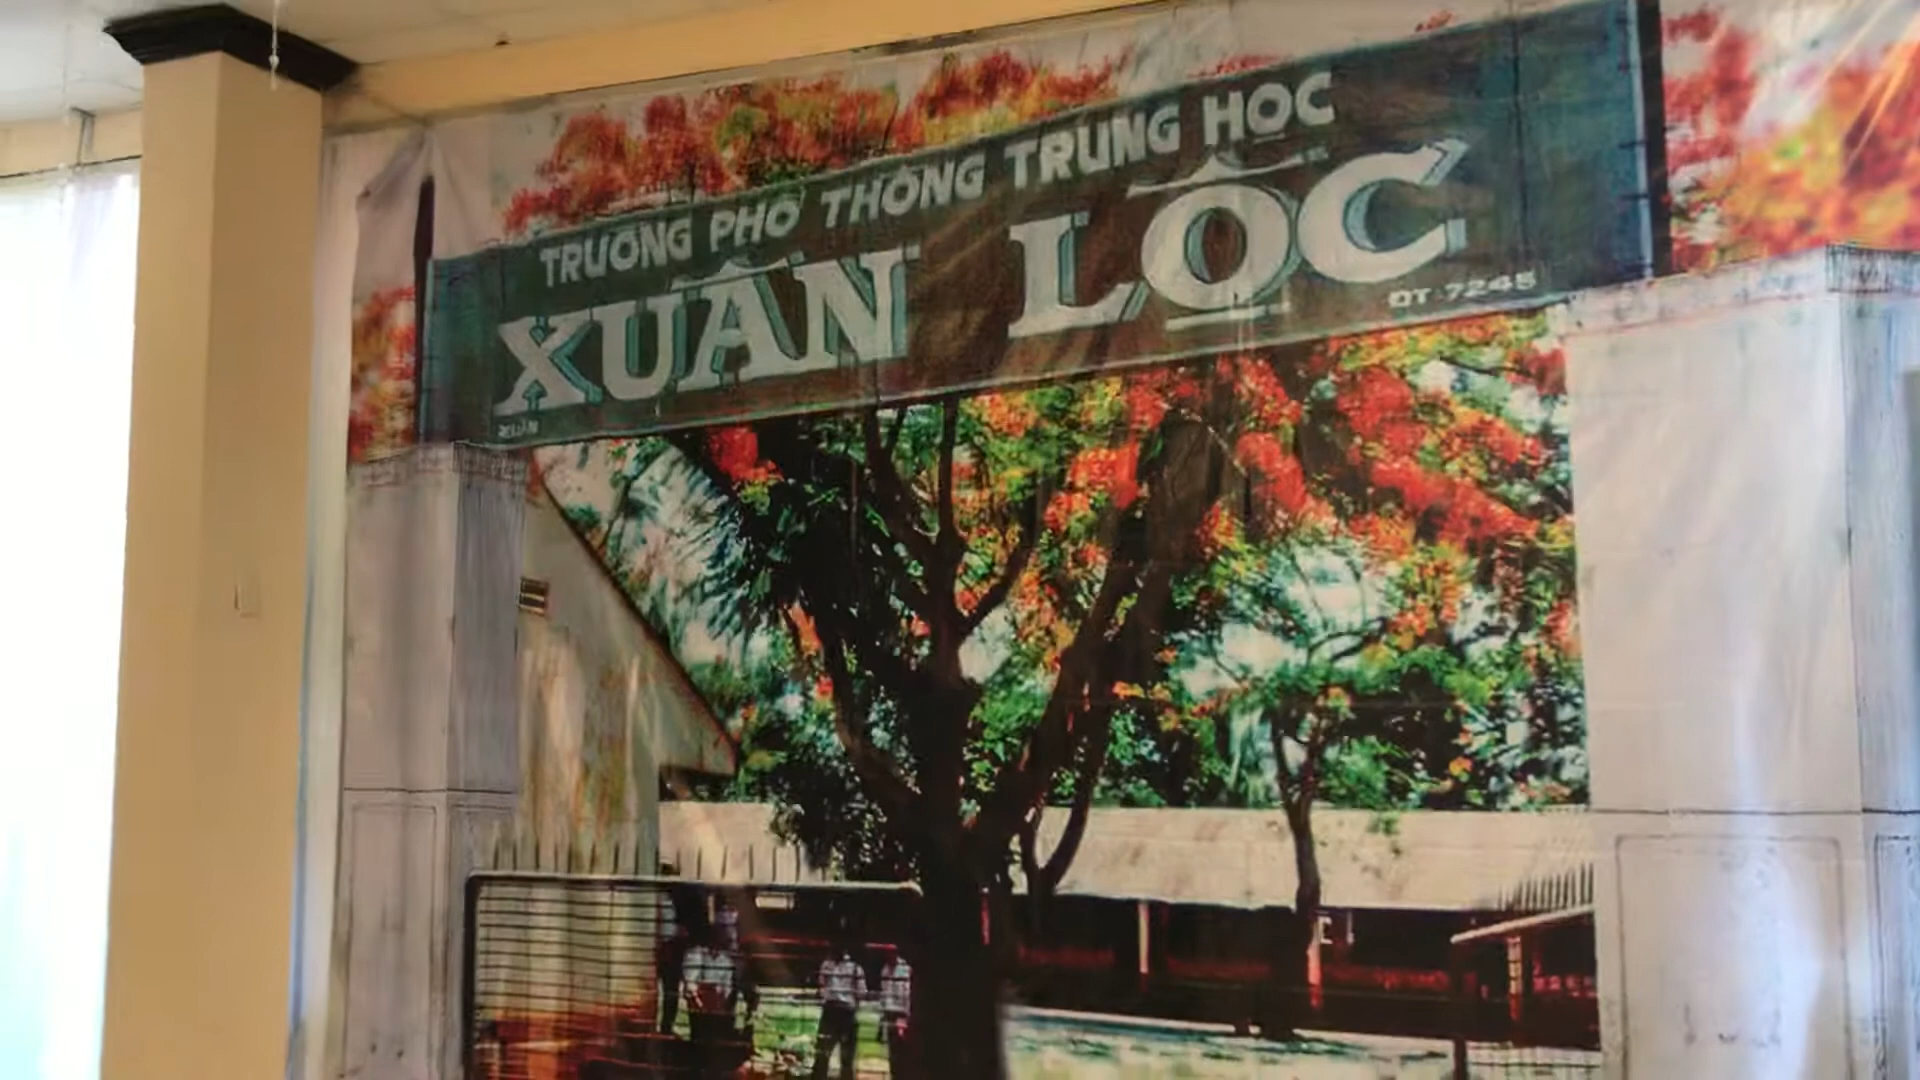 TRƯỜNG PHỔ THÔNG TRUNG HỌC
XUÂN LỘC
ĐT 7245